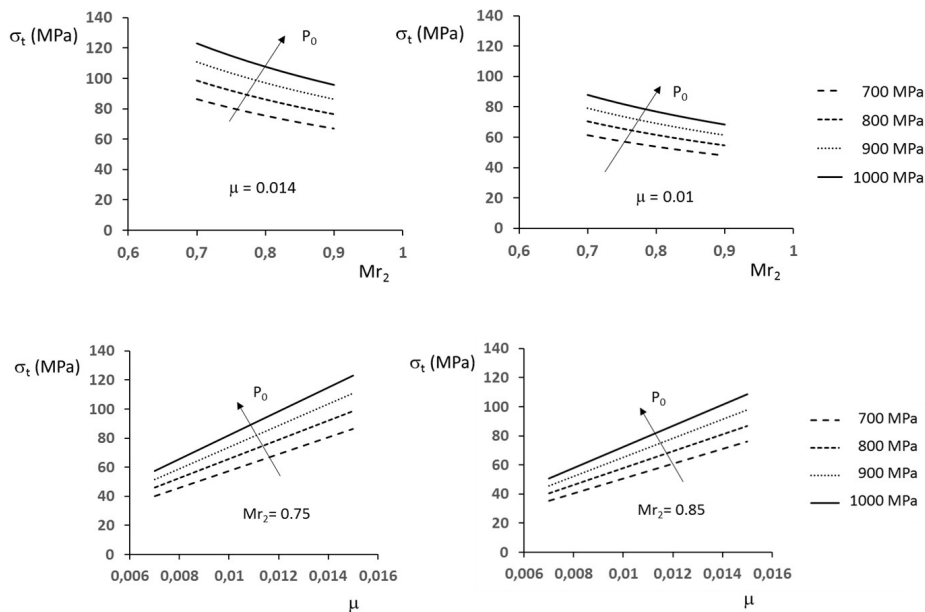 σt (MPa)
140
120
100
80
60
40
20
0
P0
μ = 0.014
0,6 0,7 0,8 0,9 1
Mr2
σt (MPa)
140
120
100
80
60
40
20
0
P0
μ = 0.01
0,6 0,7 0,8 0,9 1
Mr2
700 MPa
800 MPa
900 MPa
1000 MPa
σt (MPa)
140
120
100
80
60
40
20
0
P0
Mr2= 0.75
0,006 0,008 0,01 0,012 0,014 0,016
μ
σt (MPa)
140
120
100
80
60
40
20
0
P0
Mr2= 0.85
0,006 0,008 0,01 0,012 0,014 0,016
μ
700 MPa
800 MPa
900 MPa
1000 MPa